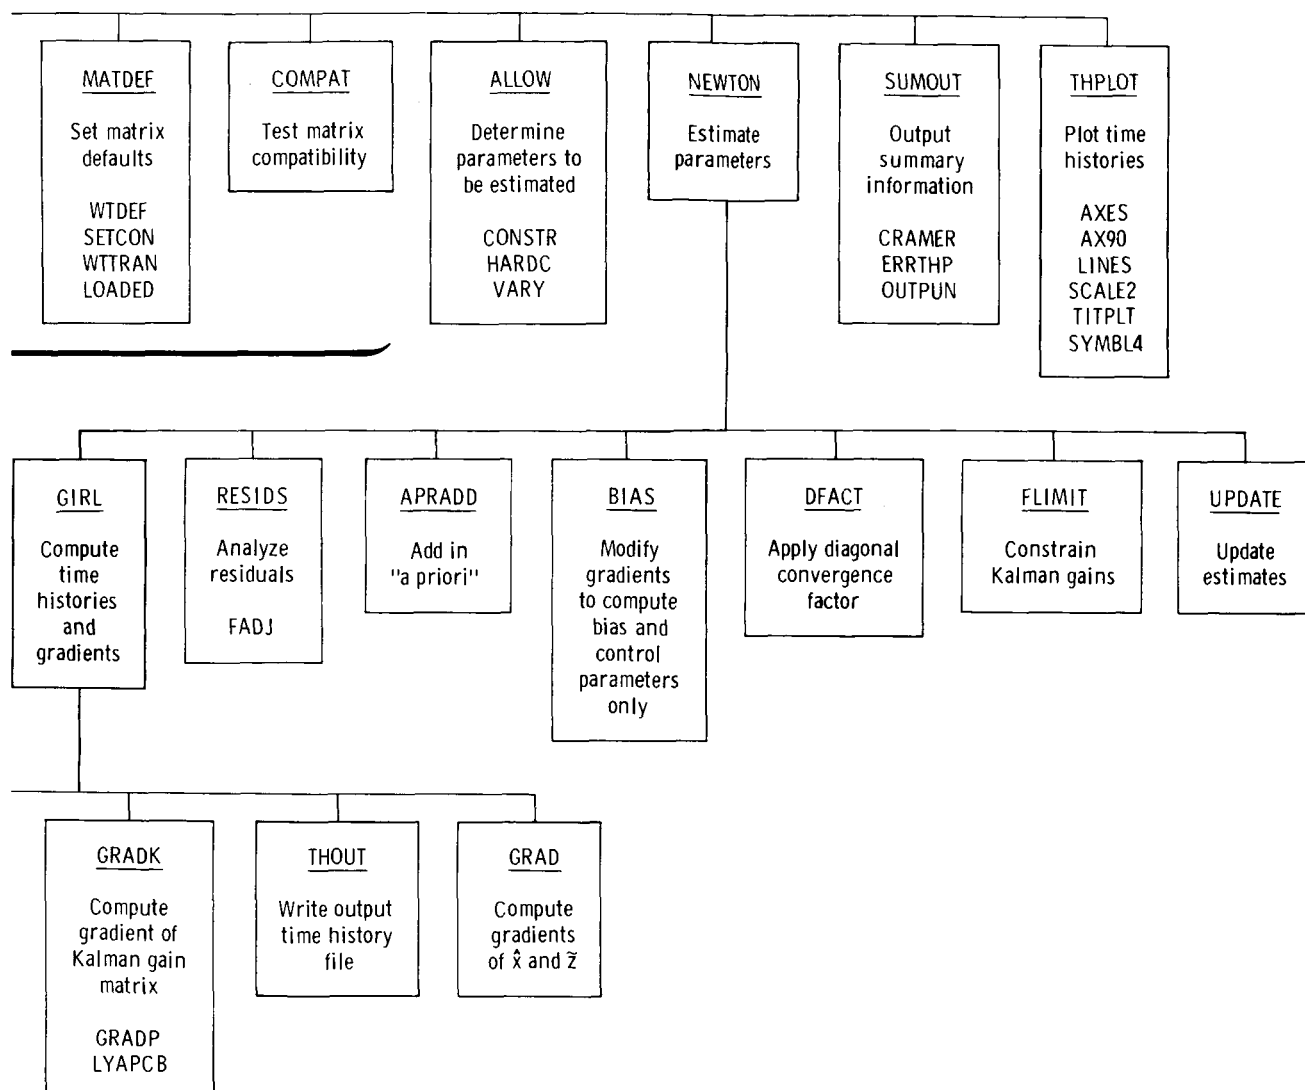 MATDEF
Set matrix
defaults
WTDEF
SETCON
WTTRAN
LOADED
COMPAT
Test matrix
compatibility
ALLOW
Determine
parameters to
be estimated
CONSTR
HARDC
VARY
NEWTON
Estimate
parameters
SUMOUT
Output
summary
information
CRAMER
ERRTHP
OUTPUN
THPLOT
Plot time
histories
AXES
AX90
LINES
SCALE2
TITPLT
SYMBL4
GIRL
Compute
time
histories
and
gradients
RESIDS
Analyze
residuals
FADJ
APRADD
Add in
"a priori"
BIAS
Modify
gradients
to compute
bias and
control
parameters
only
DFACT
Apply diagonal
convergence
factor
FLIMIT
Constrain
Kalman gains
UPDATE
Update
estimates
GRADK
Compute
gradient of
Kalman gain
matrix
GRADP
LYAPCB
THOUT
Write output
time history
file
GRAD
Compute
gradients
of x̂ and z̃